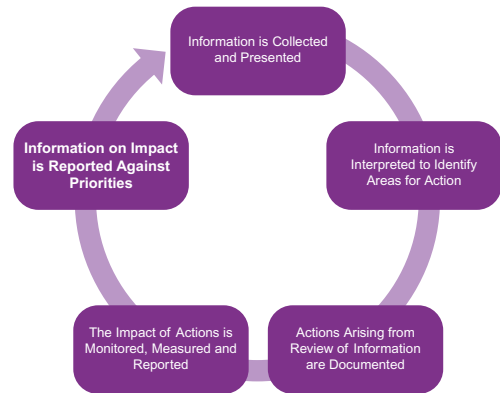 Information is Collected
and Presented
Information is
Interpreted to Identify
Areas for Action
Actions Arising from
Review of Information
are Documented
The Impact of Actions is
Monitored, Measured and
Reported
Information on Impact
is Reported Against
Priorities